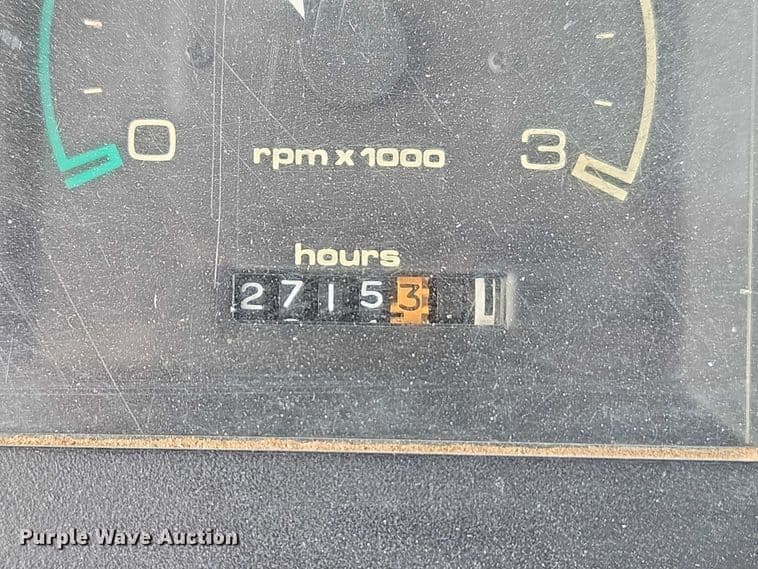 0 rpm x 1000 3
hours
27153
Purple Wave Auction